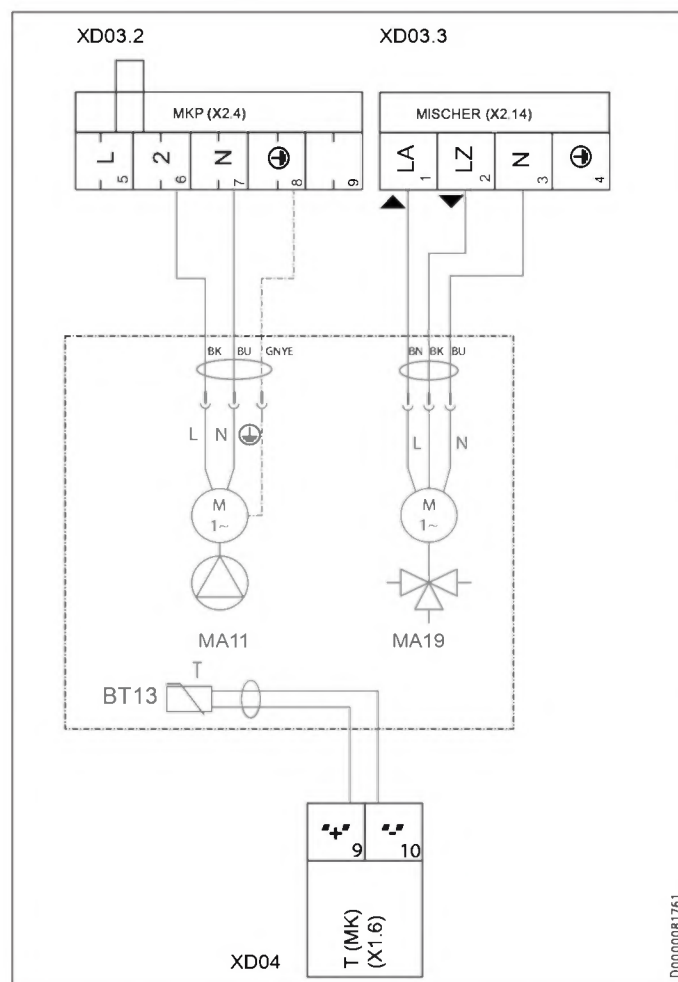 XD03.2 XD03.3
MKP (X2.4) MISCHER (X2.14)
L 2 N LA LZ N
5 6 7 8 9 1 2 3 4
BK BU GNYE BN BK BU
L N L N
M M
1~ 1~
MA11 MA19
T
BT13
"+" "-"
9 10
T (MK)
(X1.6)
XD04
D0000081761